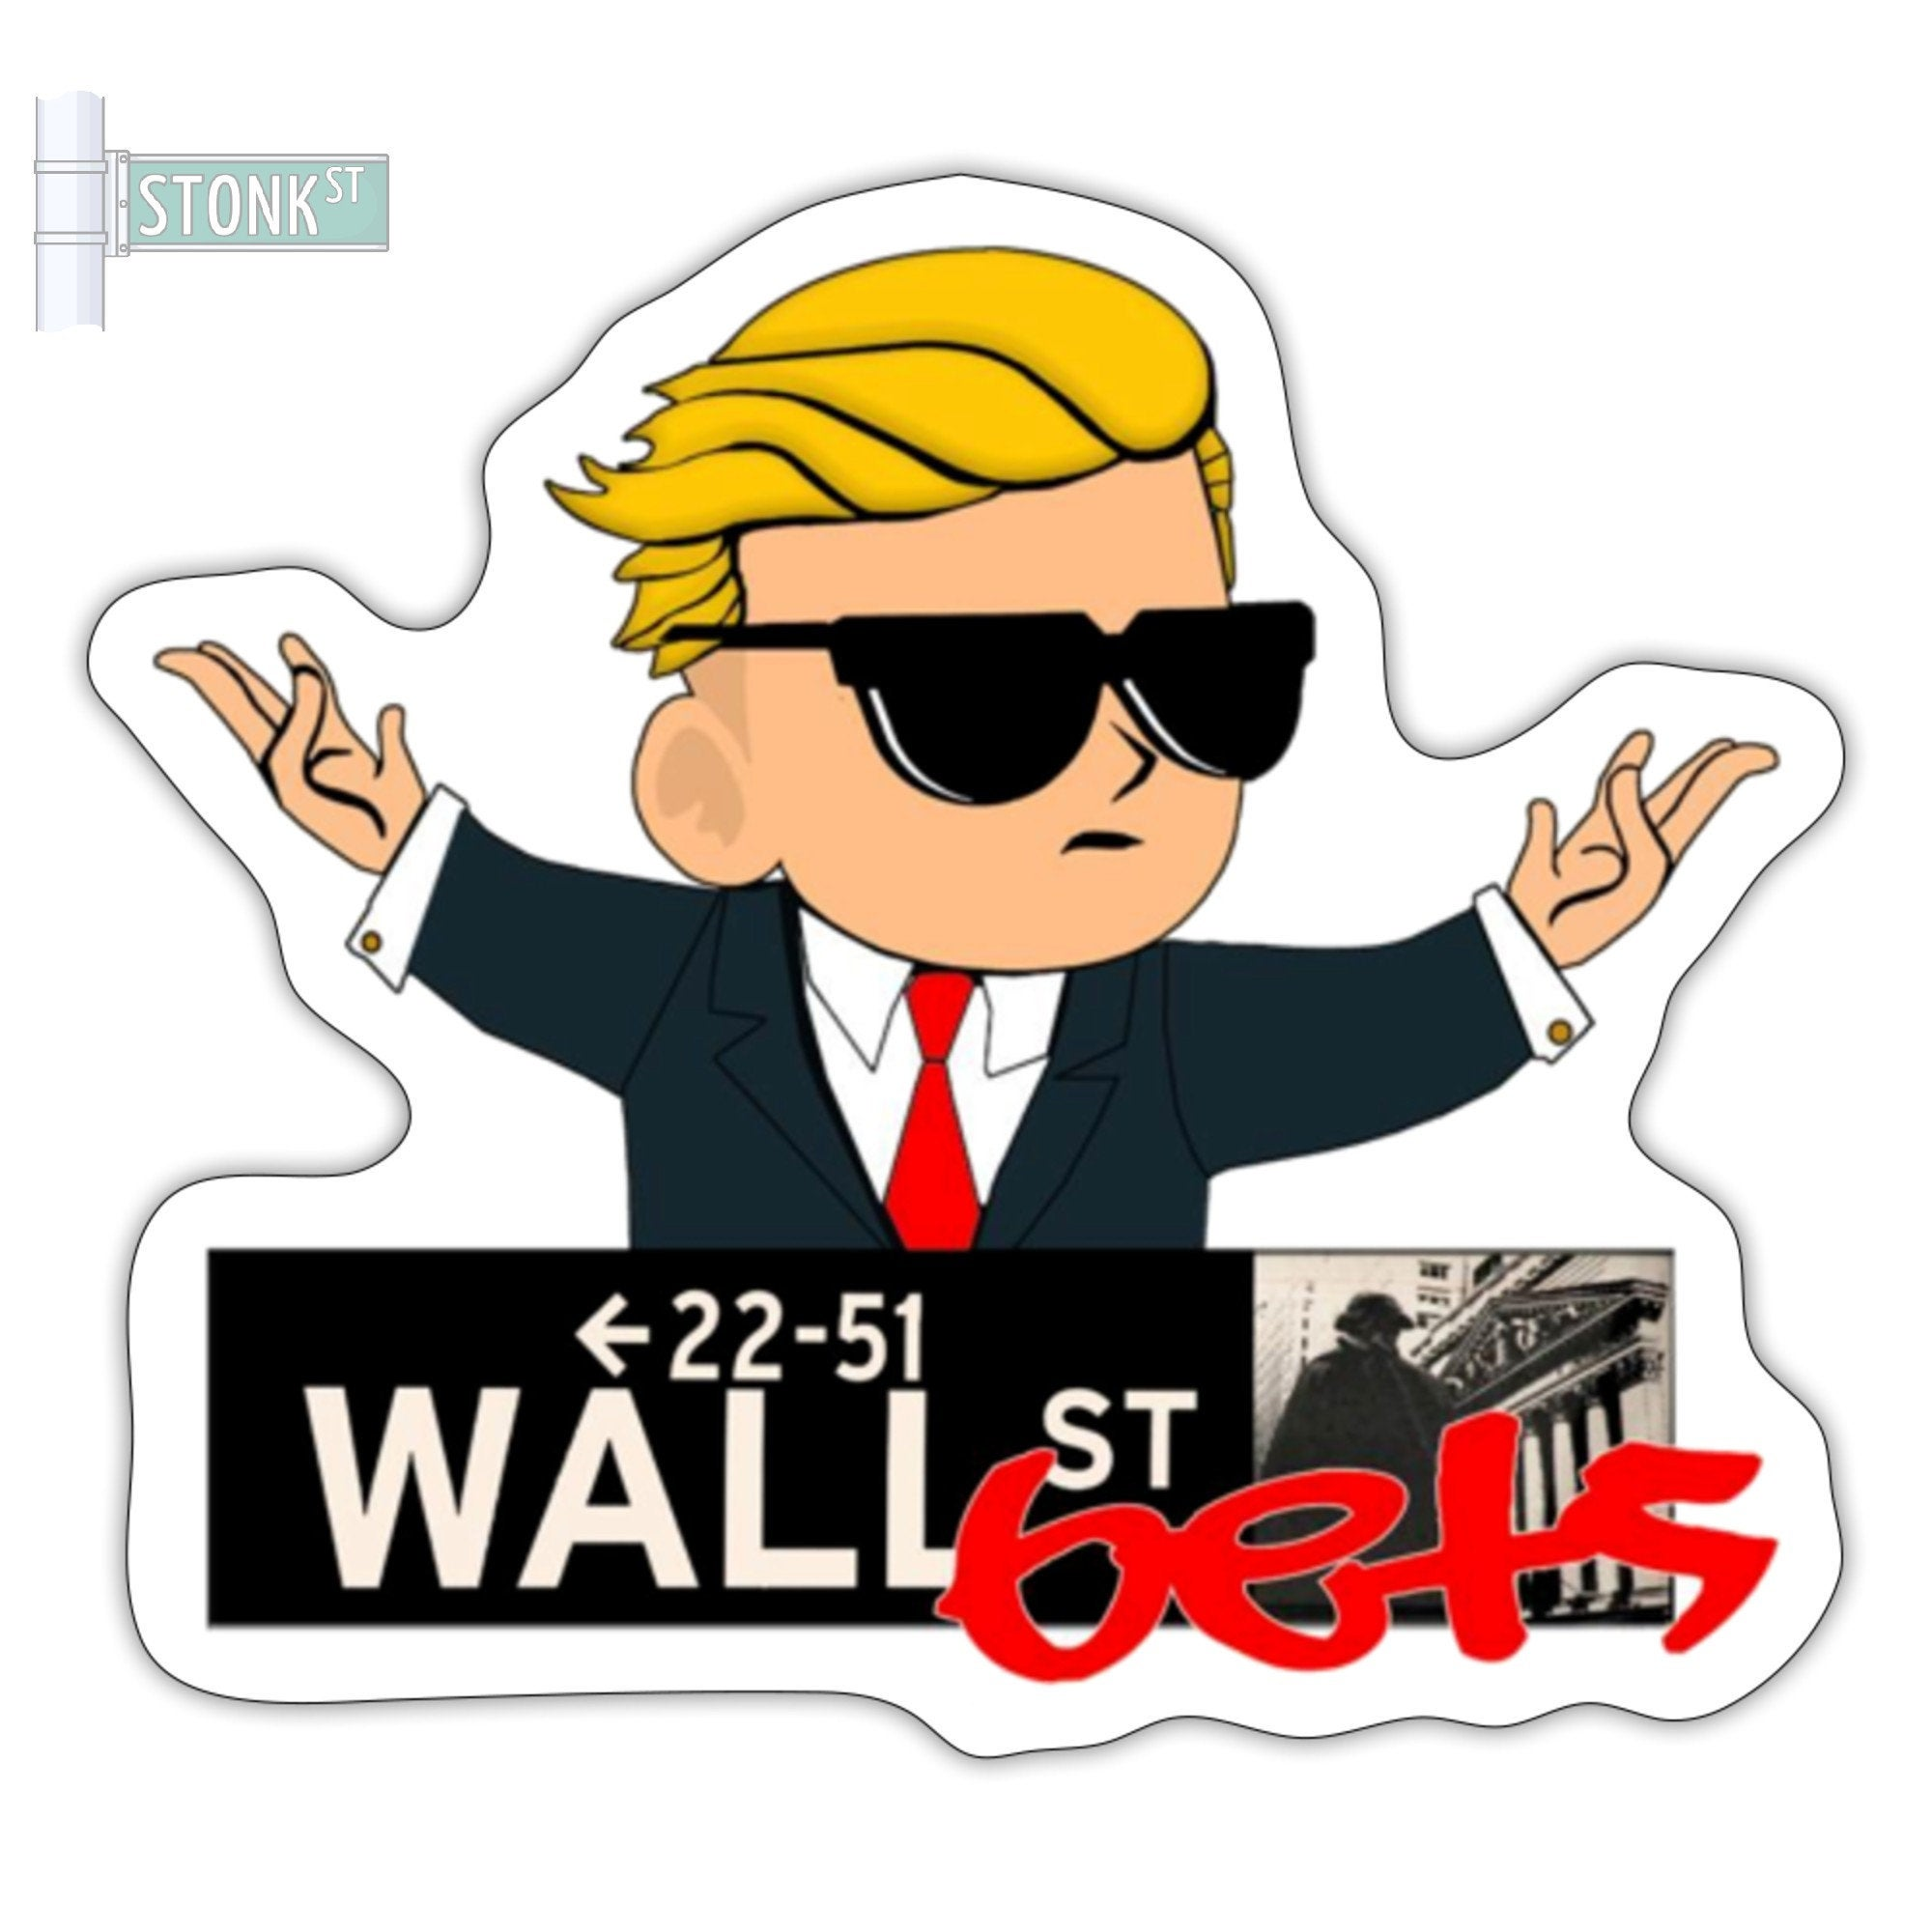 STONK ST
←22-51
WALL ST
bets